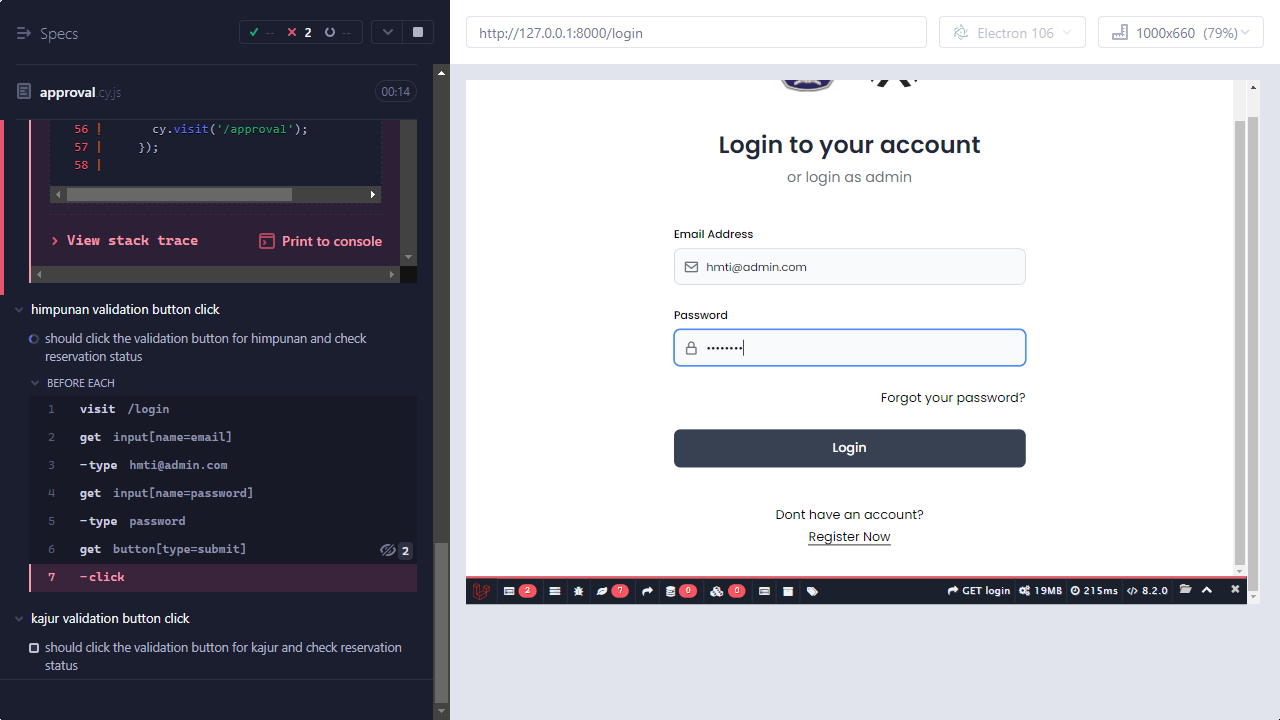 Specs
-- 2 --
approval.cy.js
00:14
56 | cy.visit('/approval');
57 | });
58 |
> View stack trace
Print to console
himpunan validation button click
should click the validation button for himpunan and check
reservation status
BEFORE EACH
1 visit /login
2 get input[name=email]
3 -type hmti@admin.com
4 get input[name=password]
5 -type password
6 get button[type=submit] 2
7 -click
kajur validation button click
should click the validation button for kajur and check reservation
status
http://127.0.0.1:8000/login
Electron 106
1000x660 (79%)
Login to your account
or login as admin
Email Address
hmti@admin.com
Password
••••••••
Forgot your password?
Login
Dont have an account?
Register Now
2 7 0 0 GET login 19MB 215ms </> 8.2.0